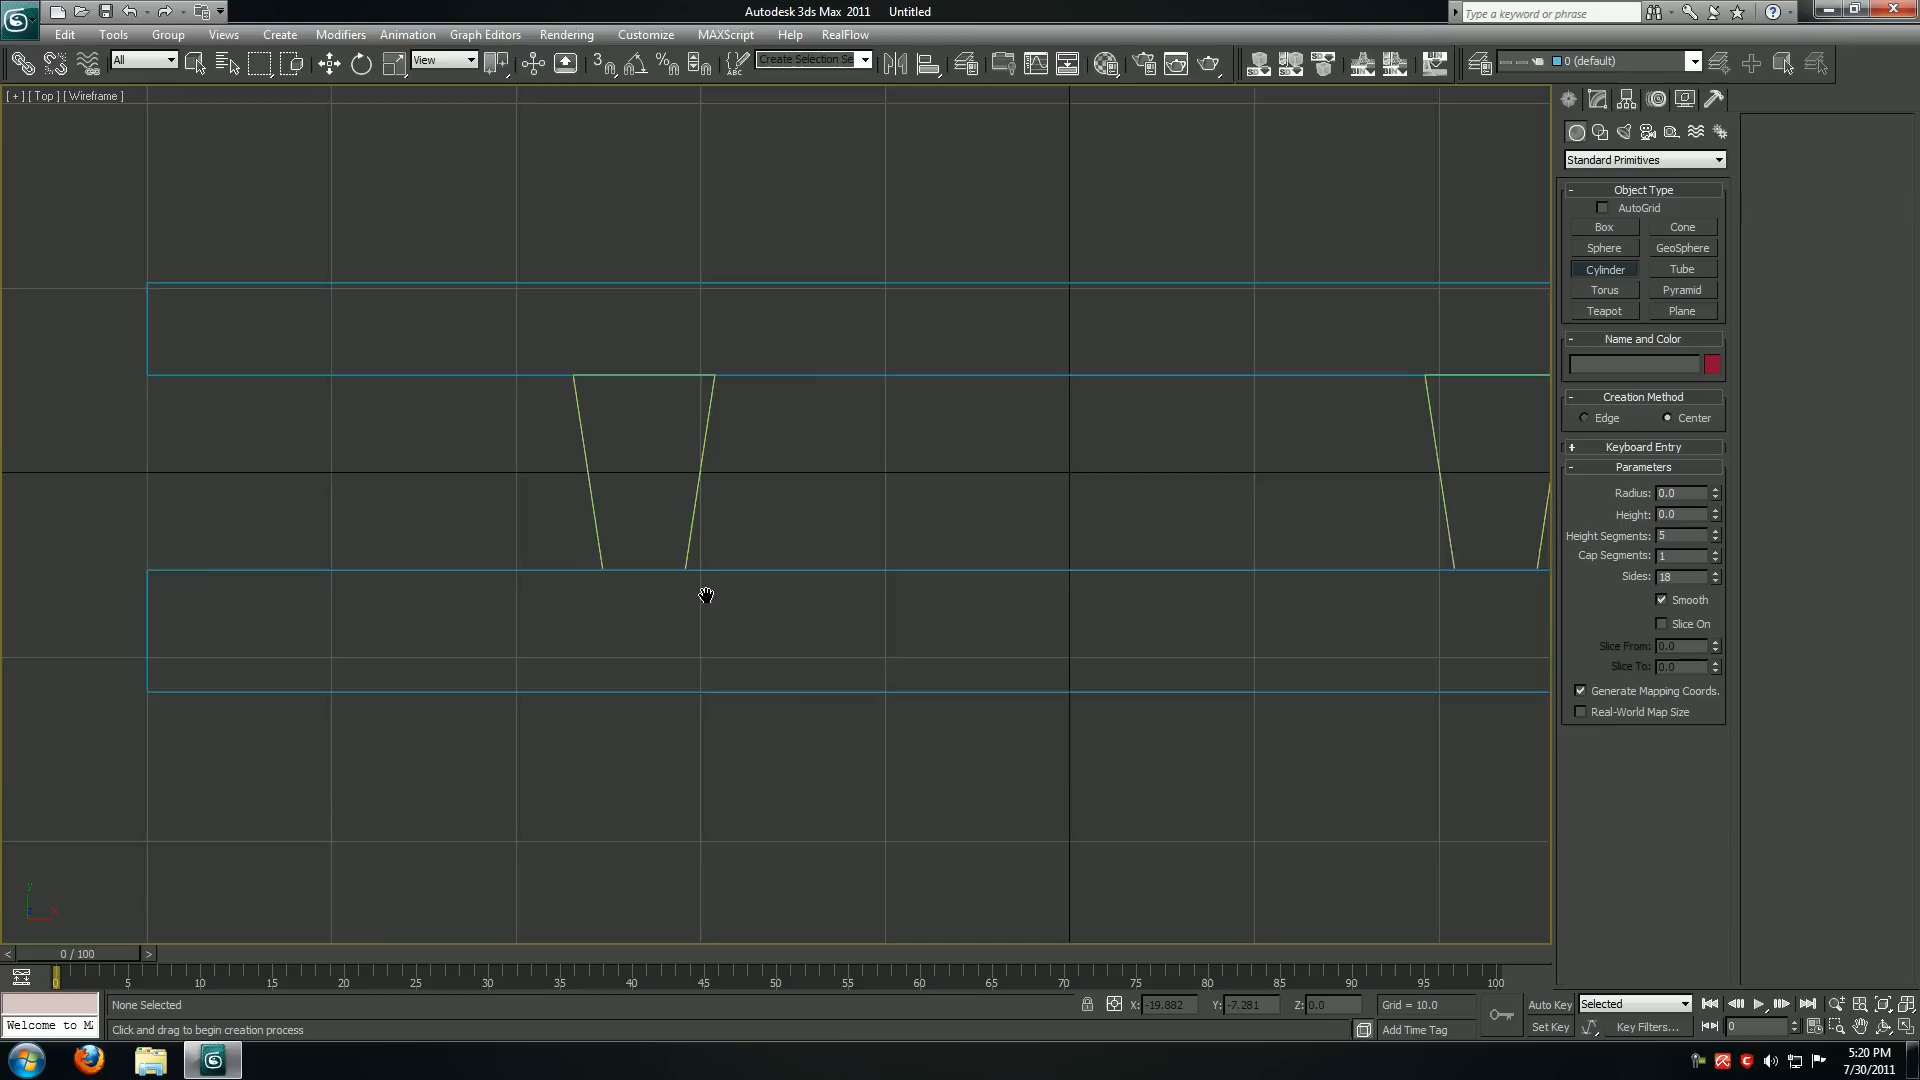 Autodesk 3ds Max 2011 Untitled
Type a keyword or phrase
Edit Tools Group Views Create Modifiers Animation Graph Editors Rendering Customize MAXScript Help RealFlow
All View Create Selection Se 0 (default)
[ + ] [ Top ] [ Wireframe ]
Standard Primitives
- Object Type
AutoGrid
Box Cone
Sphere GeoSphere
Cylinder Tube
Torus Pyramid
Teapot Plane
- Name and Color
- Creation Method
Edge Center
+ Keyboard Entry
- Parameters
Radius: 0.0
Height: 0.0
Height Segments: 5
Cap Segments: 1
Sides: 18
Smooth
Slice On
Slice From: 0.0
Slice To: 0.0
Generate Mapping Coords.
Real-World Map Size
y
z x
< 0 / 100 >
0 5 10 15 20 25 30 35 40 45 50 55 60 65 70 75 80 85 90 95 100
None Selected X: -19.882 Y: -7.281 Z: 0.0 Grid = 10.0 Auto Key Selected
Welcome to M Click and drag to begin creation process Add Time Tag Set Key Key Filters... 0
5:20 PM
7/30/2011